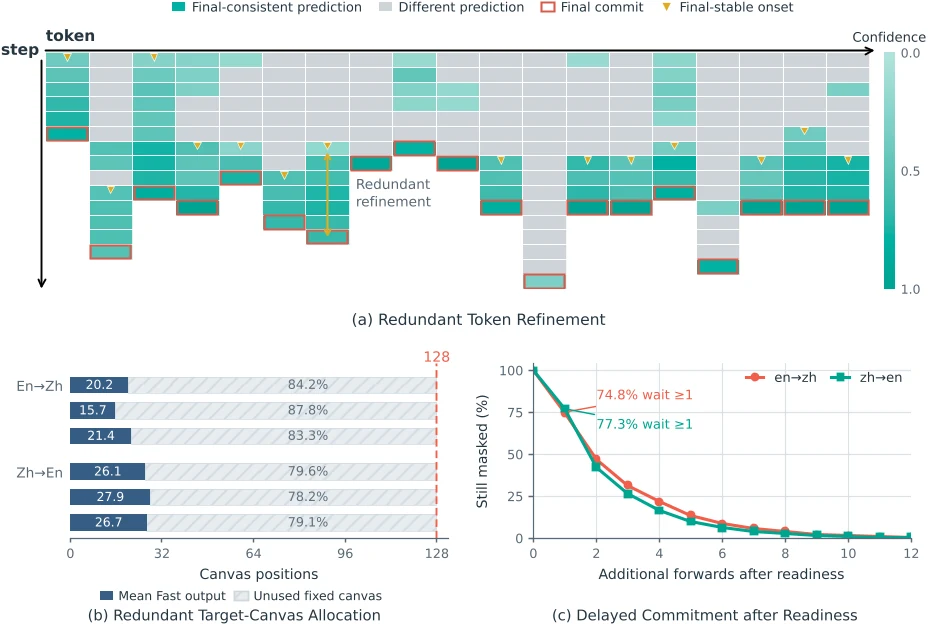 Final-consistent prediction Different prediction Final commit Final-stable onset
token
step
Confidence
0.0
0.5
1.0
Redundant
refinement
(a) Redundant Token Refinement
128
En→Zh 20.2 84.2%
15.7 87.8%
21.4 83.3%
Zh→En 26.1 79.6%
27.9 78.2%
26.7 79.1%
0 32 64 96 128
Canvas positions
Mean Fast output Unused fixed canvas
(b) Redundant Target-Canvas Allocation
Still masked (%)
100
75
50
25
0
en→zh zh→en
74.8% wait ≥1
77.3% wait ≥1
0 2 4 6 8 10 12
Additional forwards after readiness
(c) Delayed Commitment after Readiness